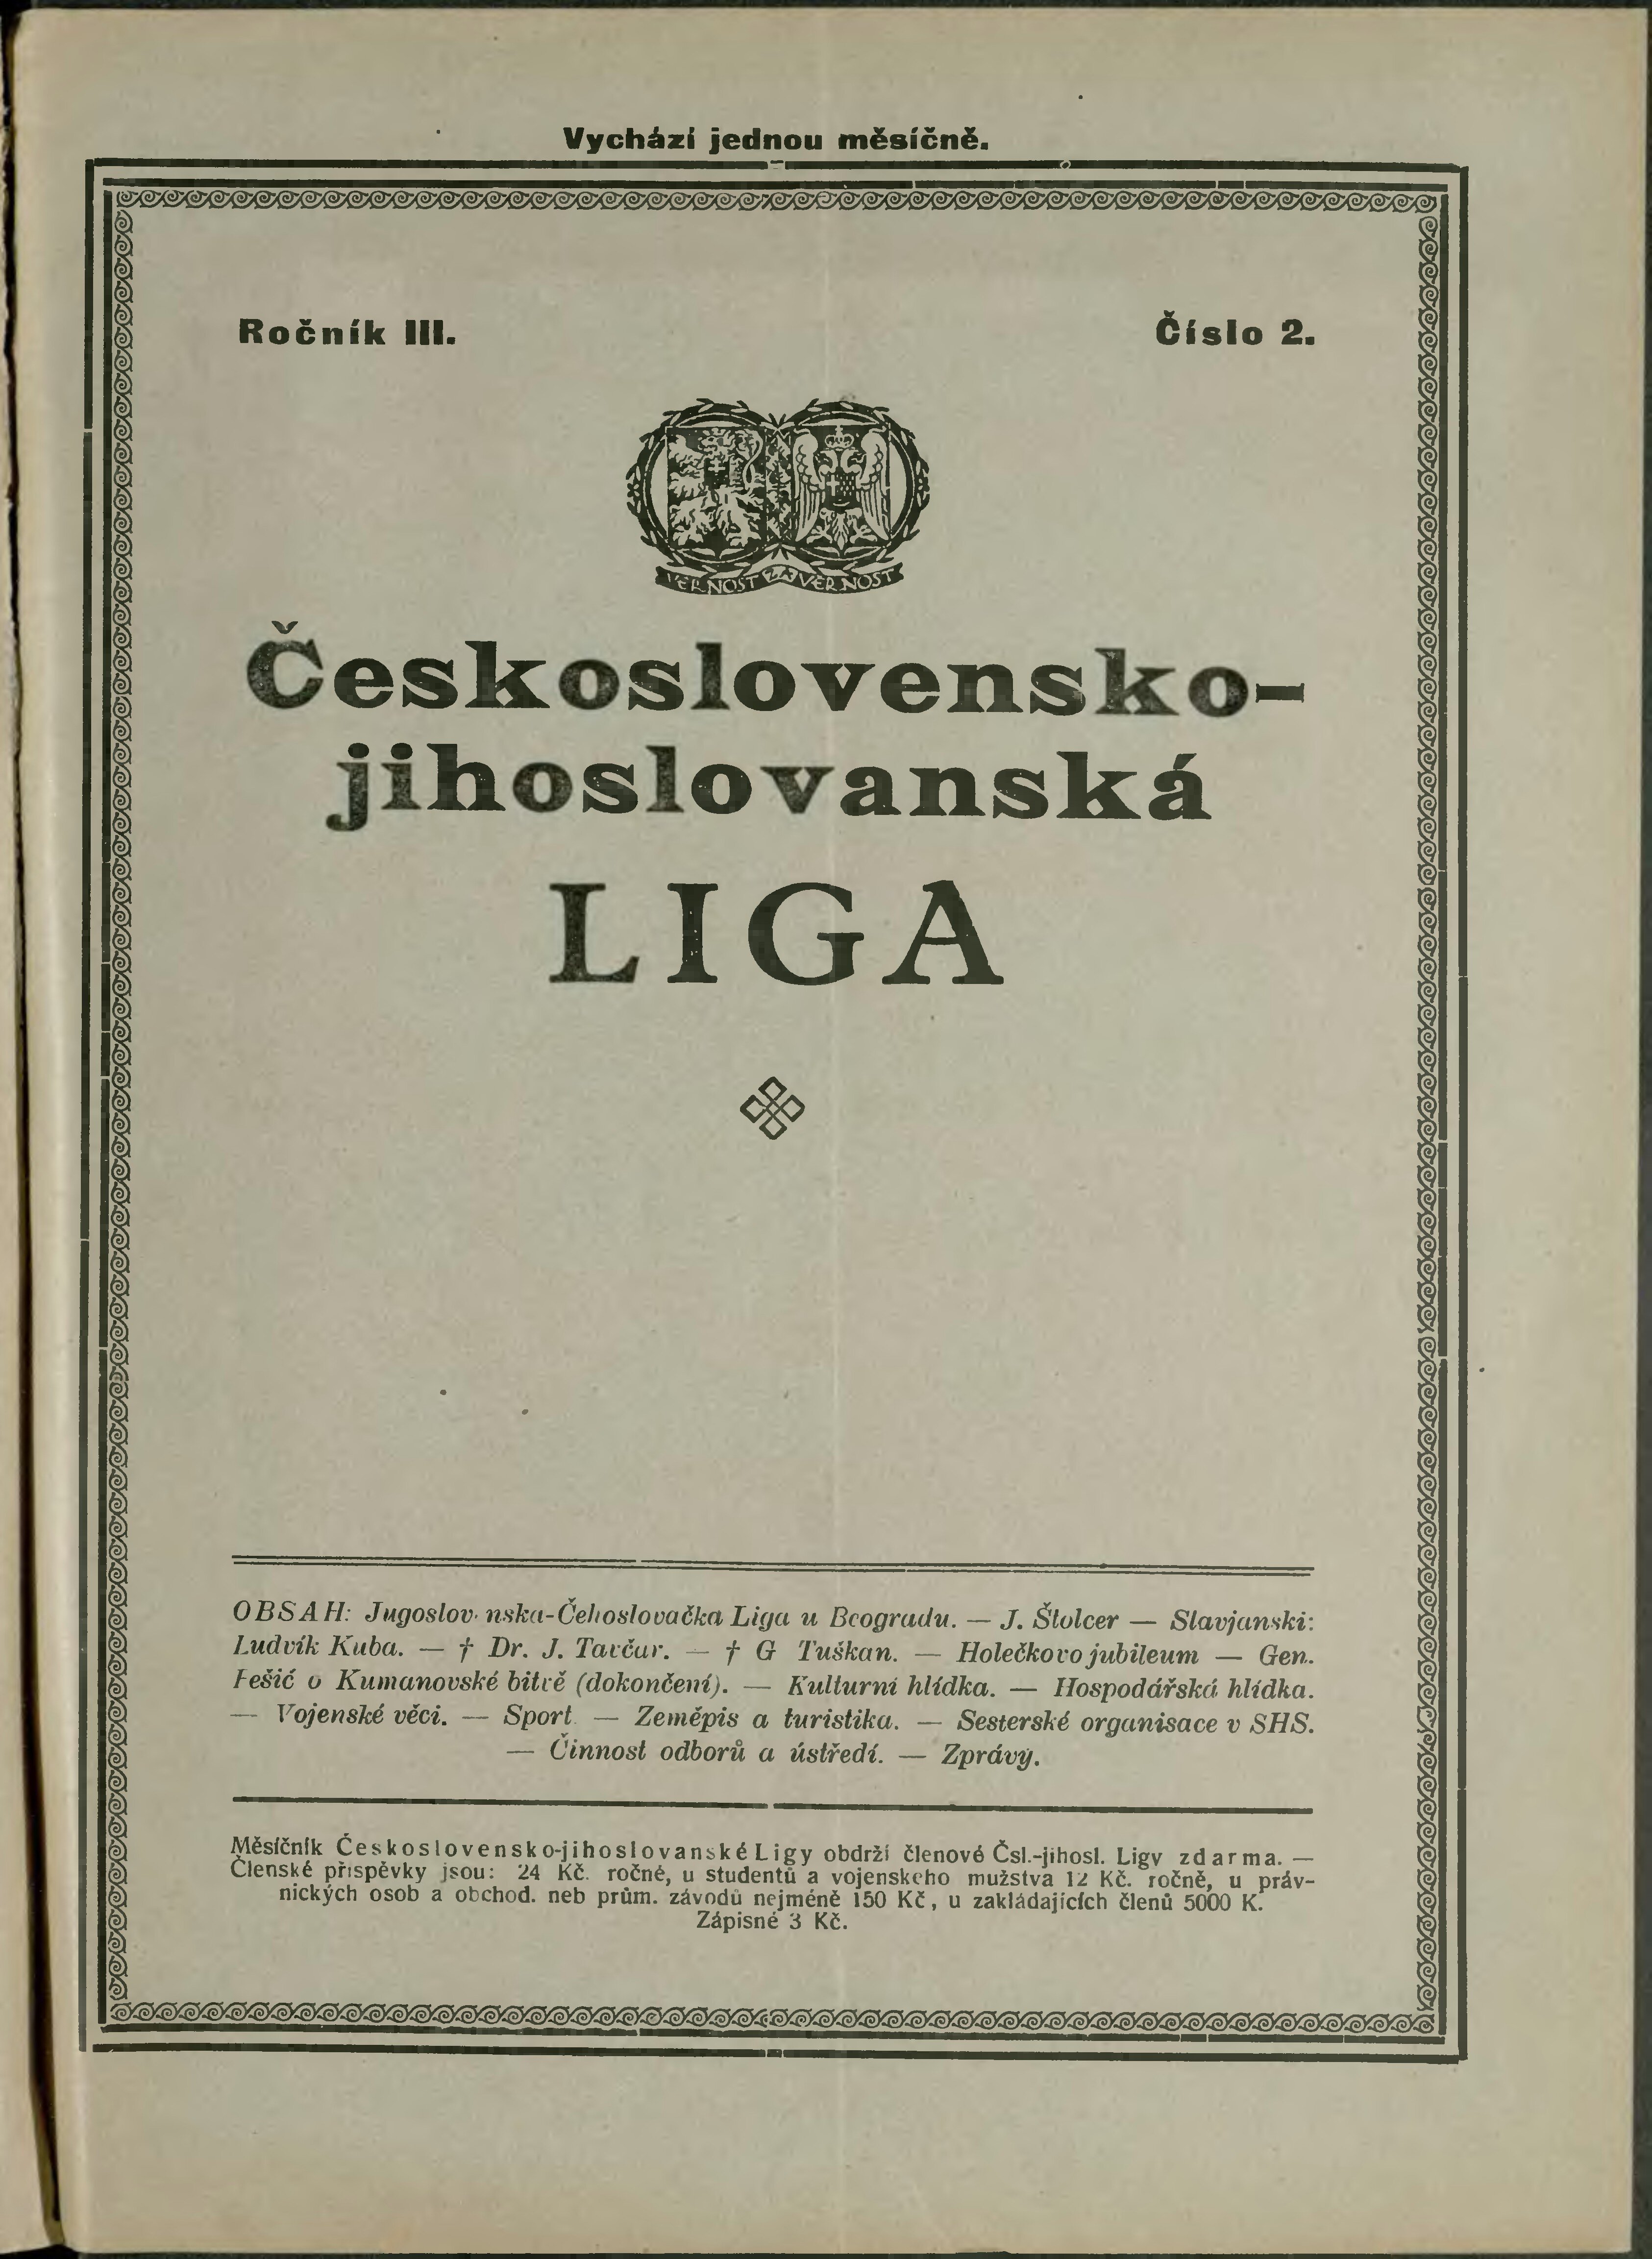 Vychází jednou měsíčně.
Ročník III.
Číslo 2.
VĚRNOST ZA VĚRNOST
Československo-
jihoslovanská
LIGA
OBSAH: Jugoslov nska-Čehoslovačka Liga u Beogradu. — J. Štolcer — Slavjanski:
Ludvík Kuba. — † Dr. J. Tavčar. — † G Tuškan. — Holečkovo jubileum — Gen.
Pešić o Kumanovské bitvě (dokončení). — Kulturní hlídka. — Hospodářská hlídka.
— Vojenské věci. — Sport — Zeměpis a turistika. — Sesterské organisace v SHS.
— Činnost odborů a ústředí. — Zprávy.
Měsíčník Československo-jihoslovanské Ligy obdrží členové Čsl.-jihosl. Ligy zdarma. —
Členské příspěvky jsou: 24 Kč. ročně, u studentů a vojenskeho mužstva 12 Kč. ročně, u práv-
nických osob a obchod. neb prům. závodů nejméně 150 Kč, u zakládajících členů 5000 K.
Zápisné 3 Kč.